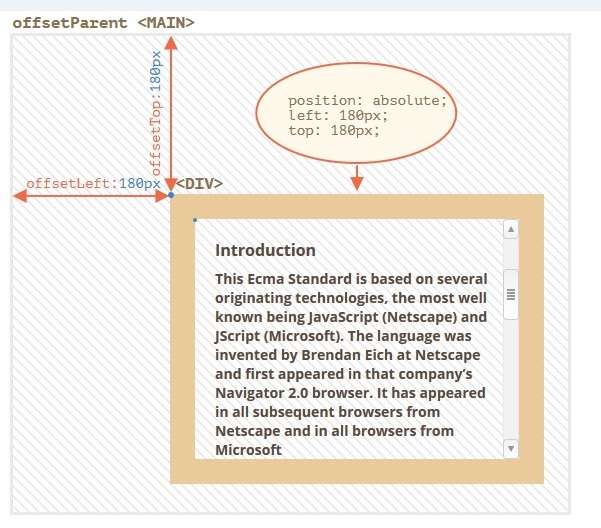 offsetParent <MAIN>
offsetTop:180px
position: absolute;
left: 180px;
top: 180px;
offsetLeft:180px
<DIV>
Introduction
This Ecma Standard is based on several
originating technologies, the most well
known being JavaScript (Netscape) and
JScript (Microsoft). The language was
invented by Brendan Eich at Netscape
and first appeared in that company’s
Navigator 2.0 browser. It has appeared
in all subsequent browsers from
Netscape and in all browsers from
Microsoft